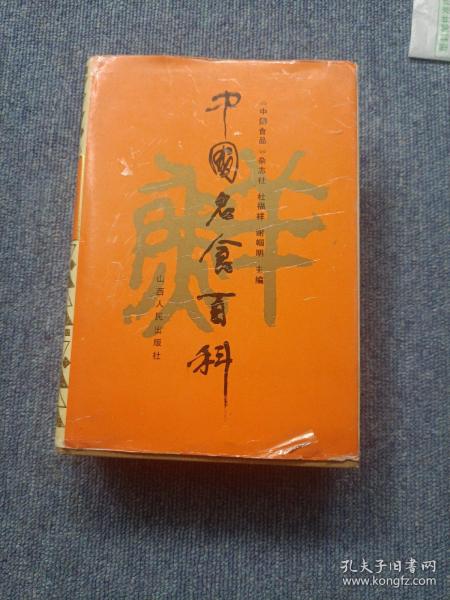 中國名食百科
《中国食品》杂志社 杜福祥 谢帼明 主编
山西人民出版社
鲜
孔夫子旧书网
www.kongfz.com